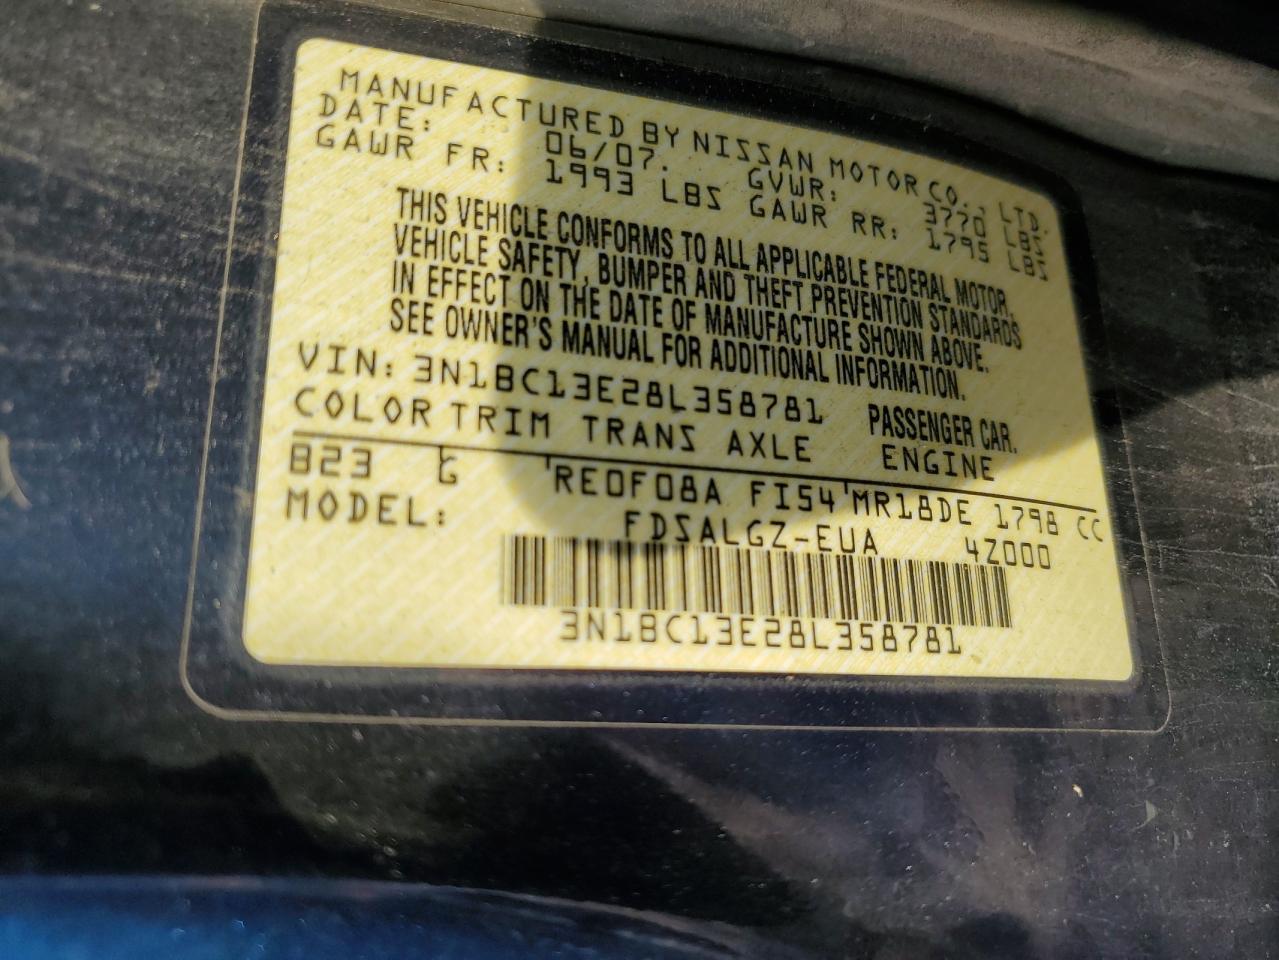 MANUFACTURED BY NISSAN MOTOR CO., LTD.
DATE: 06/07. GVWR: 3770 LBS
GAWR FR: 1993 LBS GAWR RR: 1795 LBS
THIS VEHICLE CONFORMS TO ALL APPLICABLE FEDERAL MOTOR
VEHICLE SAFETY, BUMPER AND THEFT PREVENTION STANDARDS
IN EFFECT ON THE DATE OF MANUFACTURE SHOWN ABOVE.
SEE OWNER'S MANUAL FOR ADDITIONAL INFORMATION.
VIN: 3N1BC13E28L358781 PASSENGER CAR.
COLOR TRIM TRANS AXLE ENGINE
B23 G RE0F08A FI54 MR18DE 1798 CC
MODEL: FDSALGZ-EUA 4Z000
3N1BC13E28L358781